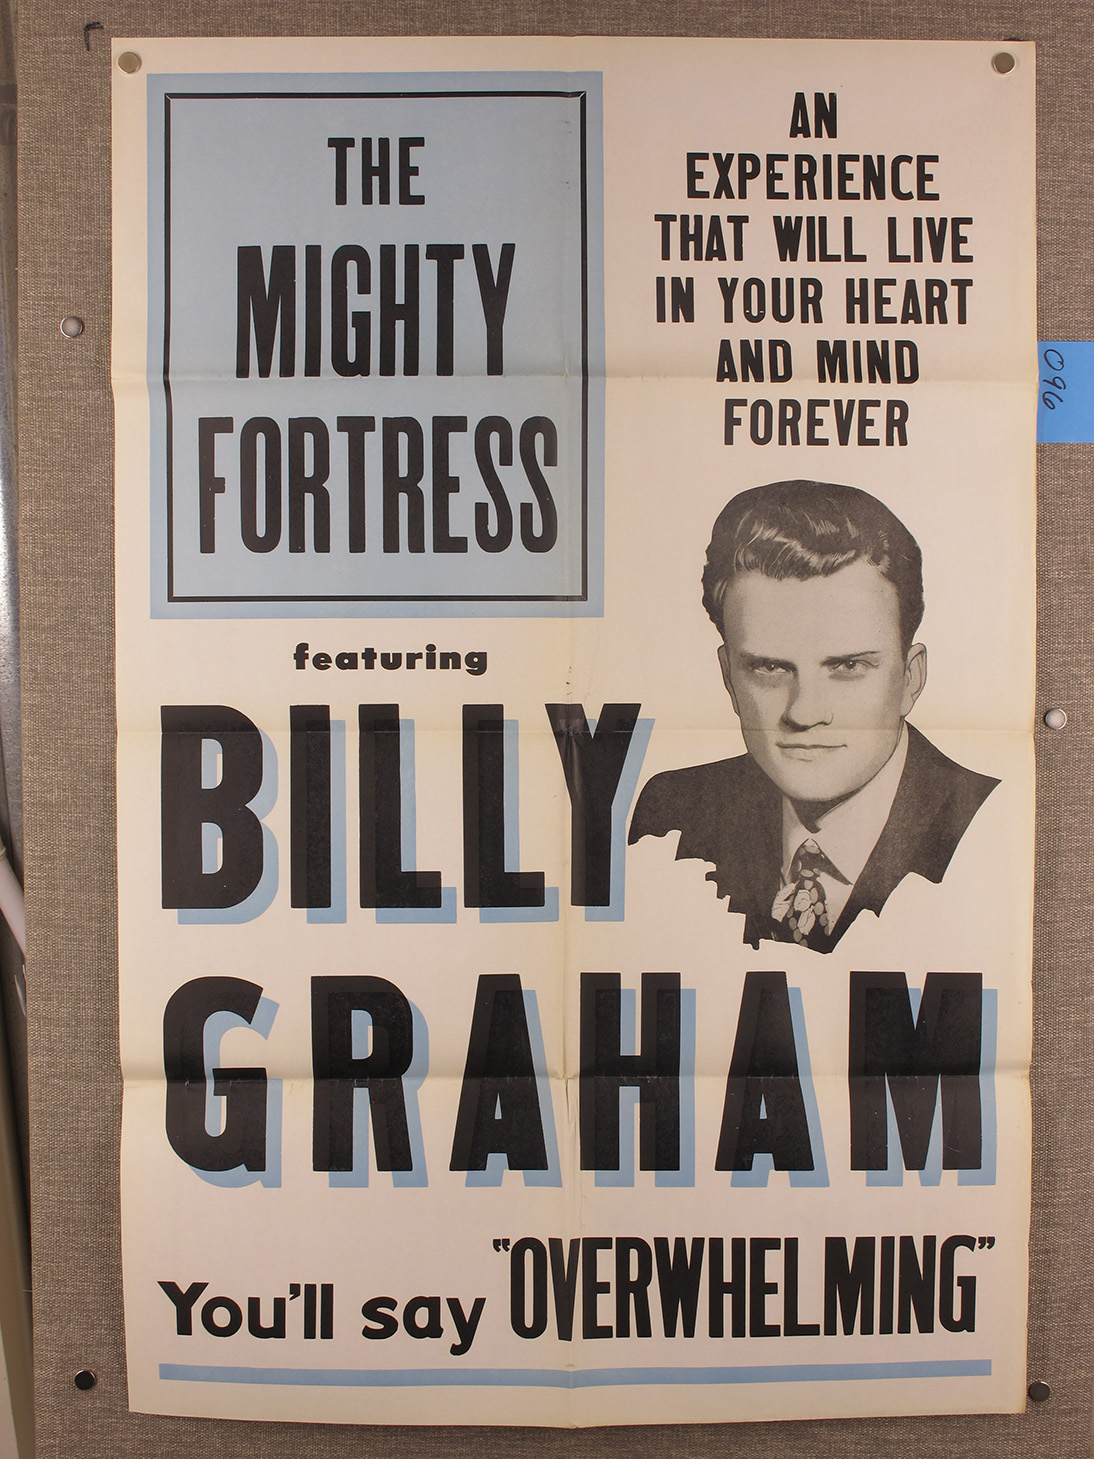 THE
MIGHTY
FORTRESS
AN
EXPERIENCE
THAT WILL LIVE
IN YOUR HEART
AND MIND
FOREVER
096
featuring
BILLY
GRAHAM
You'll say "OVERWHELMING"